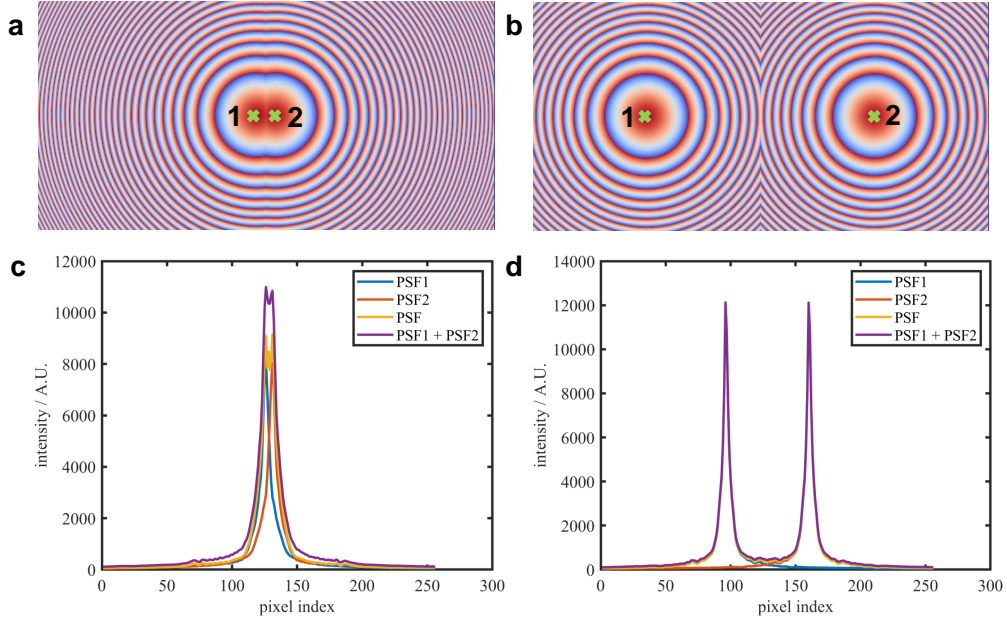 a
1
2
b
1
2
c
12000
10000
8000
6000
4000
2000
0
intensity / A.U.
PSF1
PSF2
PSF
PSF1 + PSF2
0 50 100 150 200 250 300
pixel index
d
14000
12000
10000
8000
6000
4000
2000
0
intensity / A.U.
PSF1
PSF2
PSF
PSF1 + PSF2
0 50 100 150 200 250 300
pixel index